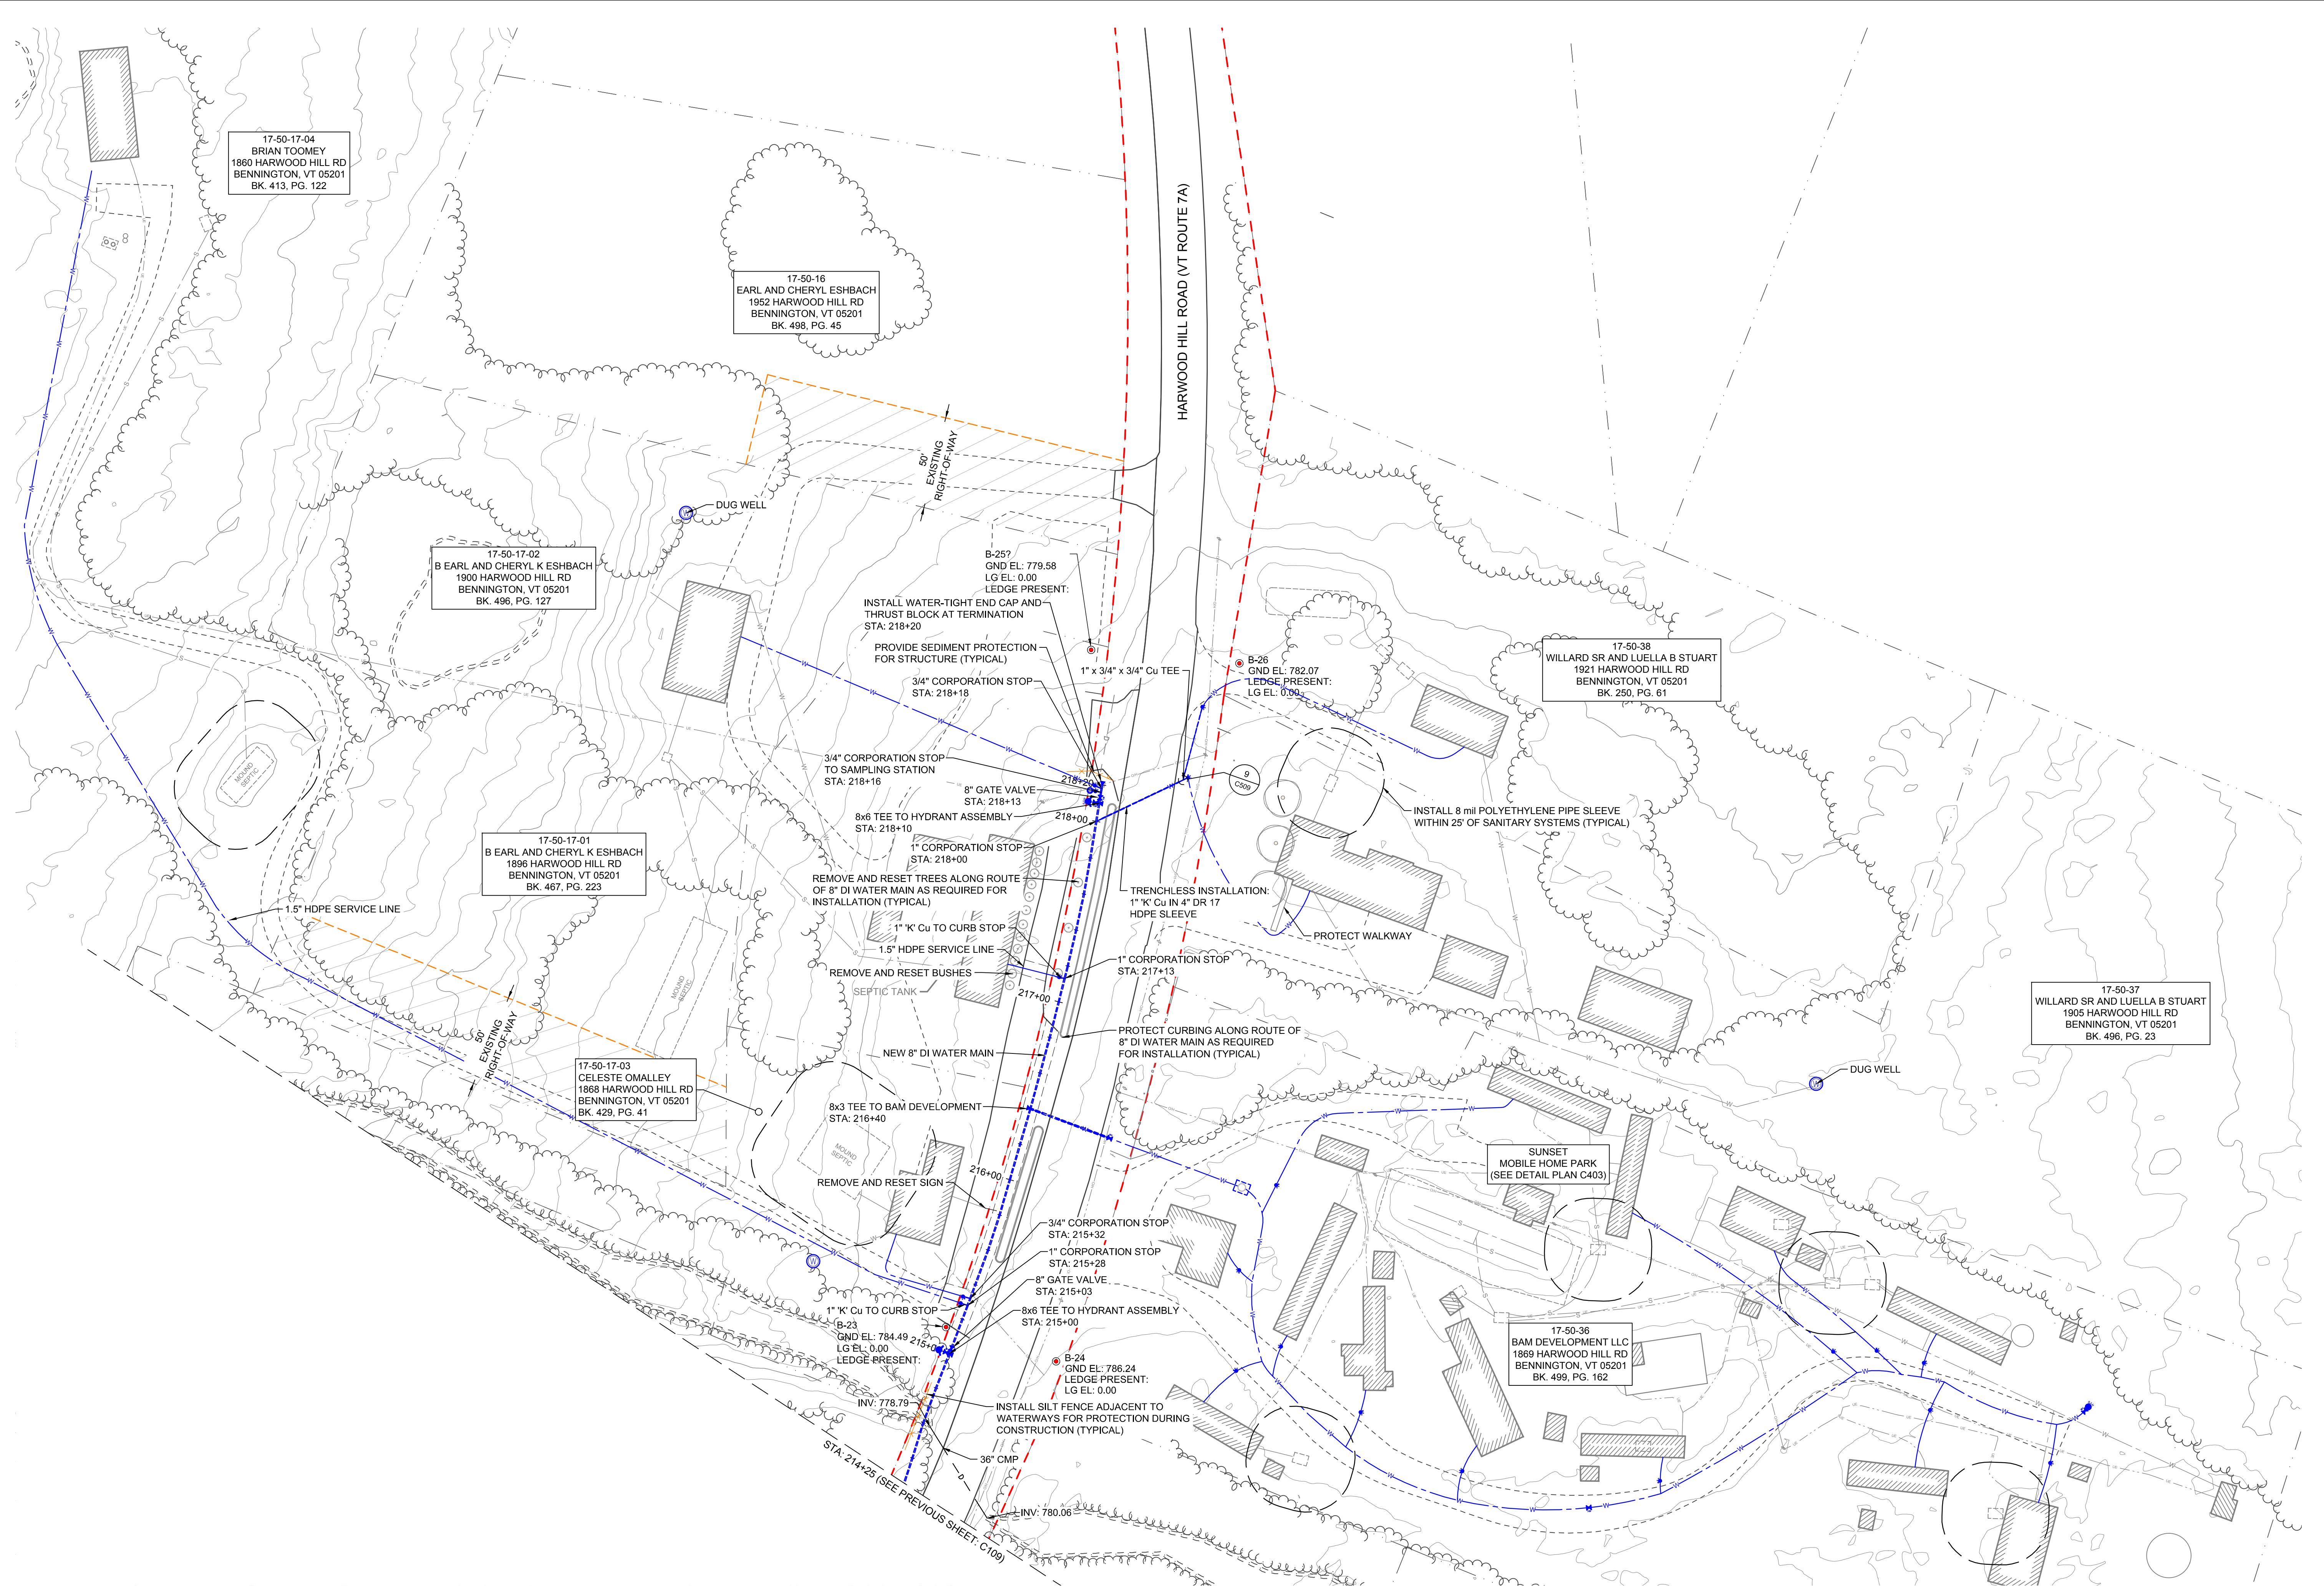 17-50-17-04
BRIAN TOOMEY
1860 HARWOOD HILL RD
BENNINGTON, VT 05201
BK. 413, PG. 122
17-50-16
EARL AND CHERYL ESHBACH
1952 HARWOOD HILL RD
BENNINGTON, VT 05201
BK. 498, PG. 45
HARWOOD HILL ROAD (VT ROUTE 7A)
50'
EXISTING
RIGHT-OF-WAY
DUG WELL
17-50-17-02
B EARL AND CHERYL K ESHBACH
1900 HARWOOD HILL RD
BENNINGTON, VT 05201
BK. 496, PG. 127
B-25?
GND EL: 779.58
LG EL: 0.00
LEDGE PRESENT:
INSTALL WATER-TIGHT END CAP AND
THRUST BLOCK AT TERMINATION
STA: 218+20
PROVIDE SEDIMENT PROTECTION
FOR STRUCTURE (TYPICAL)
1" x 3/4" x 3/4" Cu TEE
3/4" CORPORATION STOP
STA: 218+18
B-26
GND EL: 782.07
LEDGE PRESENT:
LG EL: 0.00
17-50-38
WILLARD SR AND LUELLA B STUART
1921 HARWOOD HILL RD
BENNINGTON, VT 05201
BK. 250, PG. 61
3/4" CORPORATION STOP
TO SAMPLING STATION
STA: 218+16
218+20
9
C509
8" GATE VALVE
STA: 218+13
8x6 TEE TO HYDRANT ASSEMBLY
STA: 218+10
218+00
INSTALL 8 mil POLYETHYLENE PIPE SLEEVE
WITHIN 25' OF SANITARY SYSTEMS (TYPICAL)
MOUND
SEPTIC
17-50-17-01
B EARL AND CHERYL K ESHBACH
1896 HARWOOD HILL RD
BENNINGTON, VT 05201
BK. 467, PG. 223
1" CORPORATION STOP
STA: 218+00
REMOVE AND RESET TREES ALONG ROUTE
OF 8" DI WATER MAIN AS REQUIRED FOR
INSTALLATION (TYPICAL)
TRENCHLESS INSTALLATION:
1" 'K' Cu IN 4" DR 17
HDPE SLEEVE
1.5" HDPE SERVICE LINE
1" 'K' Cu TO CURB STOP
PROTECT WALKWAY
1.5" HDPE SERVICE LINE
1" CORPORATION STOP
STA: 217+13
REMOVE AND RESET BUSHES
SEPTIC TANK
217+00
MOUND
SEPTIC
17-50-37
WILLARD SR AND LUELLA B STUART
1905 HARWOOD HILL RD
BENNINGTON, VT 05201
BK. 496, PG. 23
50'
EXISTING
RIGHT-OF-WAY
PROTECT CURBING ALONG ROUTE OF
8" DI WATER MAIN AS REQUIRED
FOR INSTALLATION (TYPICAL)
NEW 8" DI WATER MAIN
DUG WELL
17-50-17-03
CELESTE OMALLEY
1868 HARWOOD HILL RD
BENNINGTON, VT 05201
BK. 429, PG. 41
8x3 TEE TO BAM DEVELOPMENT
STA: 216+40
MOUND
SEPTIC
216+00
REMOVE AND RESET SIGN
SUNSET
MOBILE HOME PARK
(SEE DETAIL PLAN C403)
3/4" CORPORATION STOP
STA: 215+32
1" CORPORATION STOP
STA: 215+28
8" GATE VALVE
STA: 215+03
1" 'K' Cu TO CURB STOP
8x6 TEE TO HYDRANT ASSEMBLY
STA: 215+00
B-23
GND EL: 784.49
LG EL: 0.00
LEDGE PRESENT:
B-24
GND EL: 786.24
LEDGE PRESENT:
LG EL: 0.00
17-50-36
BAM DEVELOPMENT LLC
1869 HARWOOD HILL RD
BENNINGTON, VT 05201
BK. 499, PG. 162
INV: 778.79
INSTALL SILT FENCE ADJACENT TO
WATERWAYS FOR PROTECTION DURING
CONSTRUCTION (TYPICAL)
36" CMP
STA: 214+25 (SEE PREVIOUS SHEET: C109)
INV: 780.06